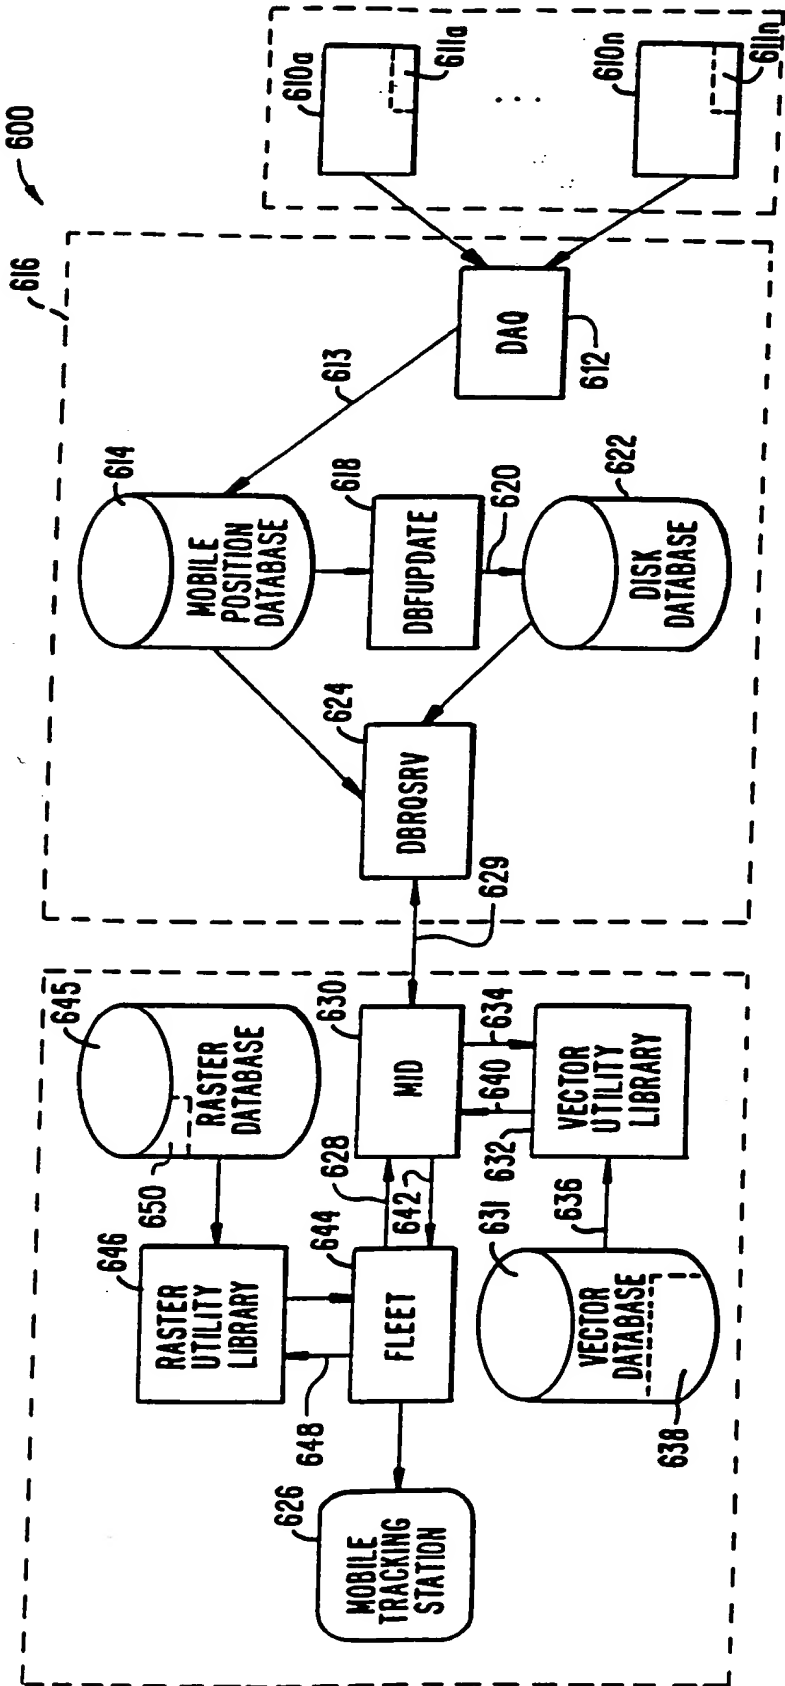 600
616
610a
611a
610n
611n
DAQ
612
613
614
MOBILE
POSITION
DATABASE
618
DBFUPDATE
620
622
DISK
DATABASE
624
DBRQSRV
629
645
RASTER
DATABASE
650
630
MID
634
640
632
VECTOR
UTILITY
LIBRARY
628
642
646
RASTER
UTILITY
LIBRARY
644
FLEET
648
631
636
VECTOR
DATABASE
638
626
MOBILE
TRACKING
STATION